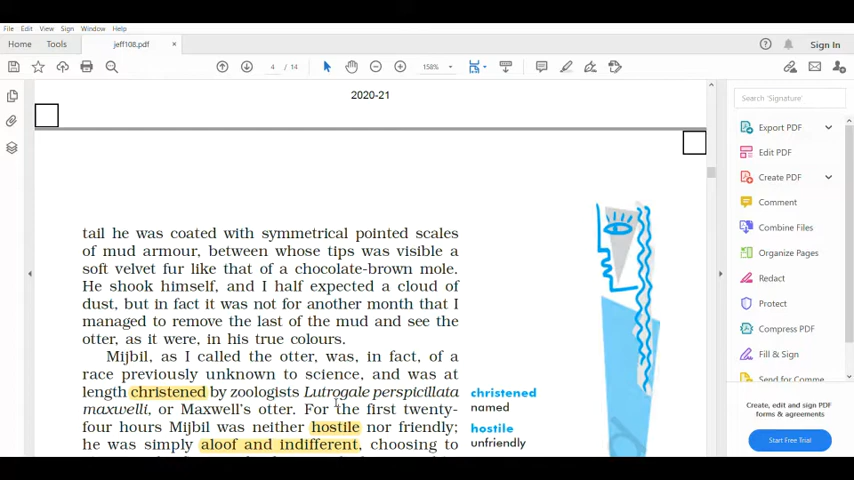 File Edit View Sign Window Help
Home Tools jeff108.pdf × Sign In
4 / 14 158%
2020-21
Search 'Signature'
Export PDF
Edit PDF
Create PDF
Comment
Combine Files
Organize Pages
Redact
Protect
Compress PDF
Fill & Sign
Send for Comme
Create, edit and sign PDF
forms & agreements
Start Free Trial
tail he was coated with symmetrical pointed scales
of mud armour, between whose tips was visible a
soft velvet fur like that of a chocolate-brown mole.
He shook himself, and I half expected a cloud of
dust, but in fact it was not for another month that I
managed to remove the last of the mud and see the
otter, as it were, in his true colours.
Mijbil, as I called the otter, was, in fact, of a
race previously unknown to science, and was at
length christened by zoologists Lutrogale perspicillata
maxwelli, or Maxwell's otter. For the first twenty-
four hours Mijbil was neither hostile nor friendly;
he was simply aloof and indifferent, choosing to
christened
named
hostile
unfriendly